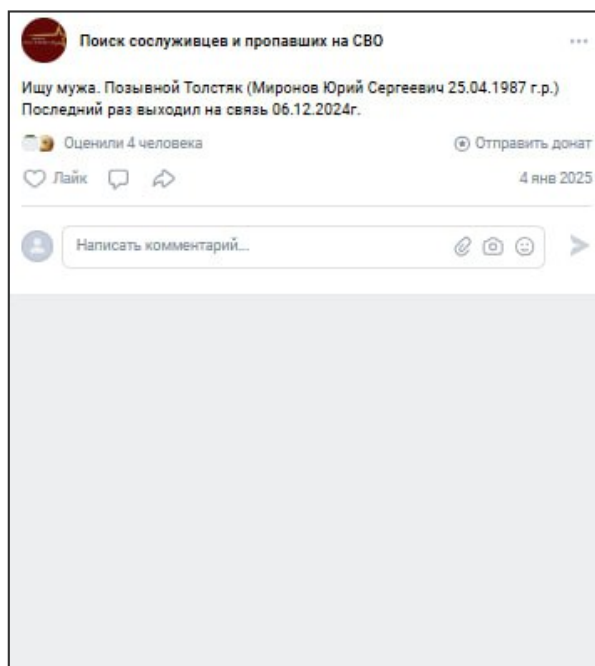 Поиск сослуживцев и пропавших на СВО
Ищу мужа. Позывной Толстяк (Миронов Юрий Сергеевич 25.04.1987 г.р.)
Последний раз выходил на связь 06.12.2024г.
Оценили 4 человека
Отправить донат
Лайк
4 янв 2025
Написать комментарий...